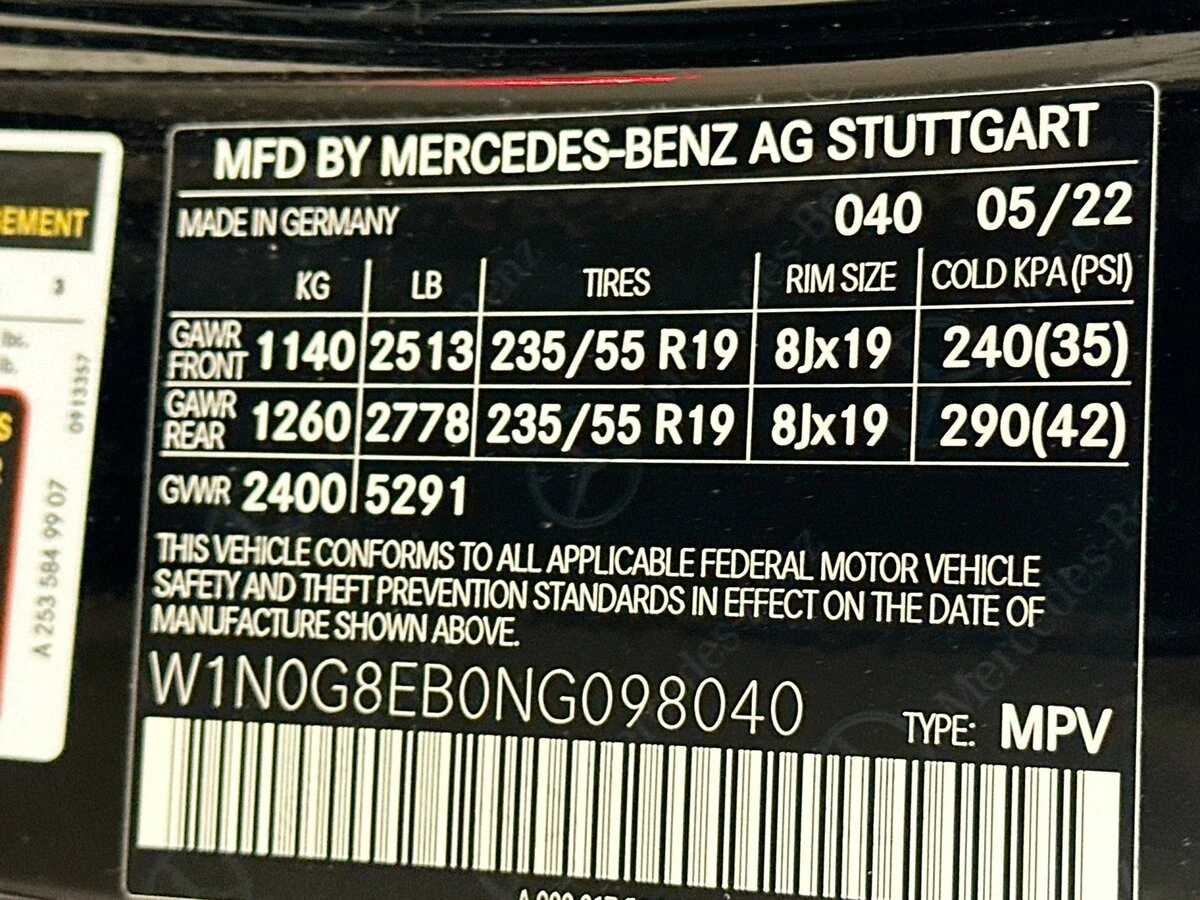 MFD BY MERCEDES-BENZ AG STUTTGART
MADE IN GERMANY 040 05/22
KG LB TIRES RIM SIZE COLD KPA (PSI)
GAWR FRONT 1140 2513 235/55 R19 8Jx19 240(35)
GAWR REAR 1260 2778 235/55 R19 8Jx19 290(42)
GVWR 2400 5291
THIS VEHICLE CONFORMS TO ALL APPLICABLE FEDERAL MOTOR VEHICLE
SAFETY AND THEFT PREVENTION STANDARDS IN EFFECT ON THE DATE OF
MANUFACTURE SHOWN ABOVE.
W1N0G8EB0NG098040
TYPE: MPV
3
lbs.
0913357
A 253 584 99 07